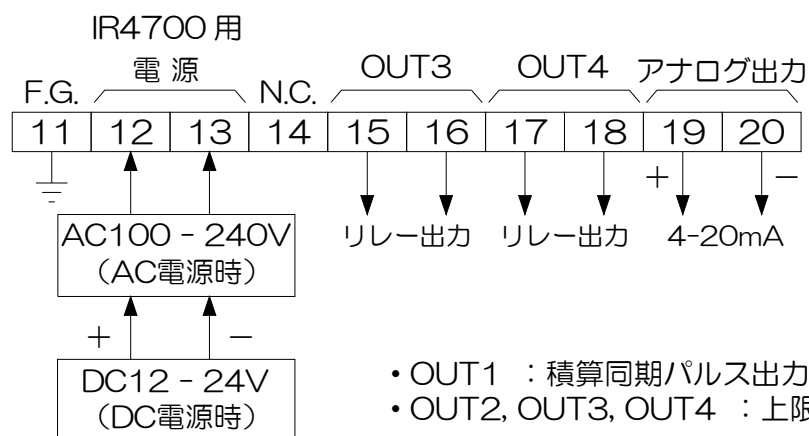 IR4700 用
電 源
OUT3
OUT4
アナログ出力
F.G.
N.C.
11 12 13 14 15 16 17 18 19 20
+ −
AC100 - 240V
(AC電源時)
リレー出力 リレー出力 4-20mA
+ −
DC12 - 24V
(DC電源時)
・OUT1 : 積算同期パルス出力
・OUT2, OUT3, OUT4 : 上限